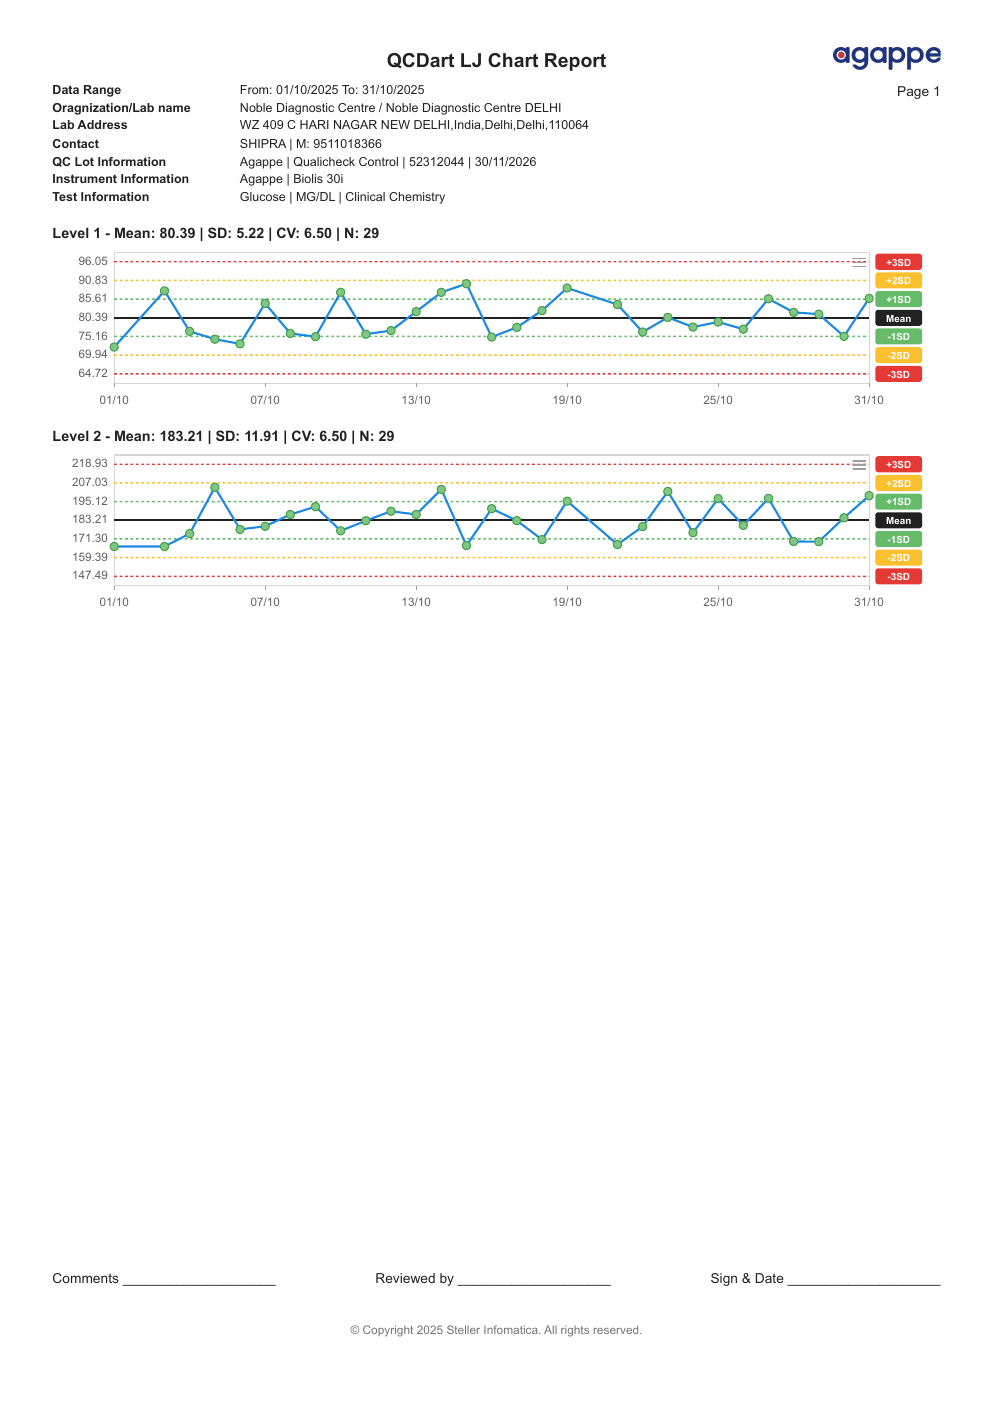 QCDart LJ Chart Report
agappe
Page 1
Data Range From: 01/10/2025 To: 31/10/2025
Oragnization/Lab name Noble Diagnostic Centre / Noble Diagnostic Centre DELHI
Lab Address WZ 409 C HARI NAGAR NEW DELHI,India,Delhi,Delhi,110064
Contact SHIPRA | M: 9511018366
QC Lot Information Agappe | Qualicheck Control | 52312044 | 30/11/2026
Instrument Information Agappe | Biolis 30i
Test Information Glucose | MG/DL | Clinical Chemistry
Level 1 - Mean: 80.39 | SD: 5.22 | CV: 6.50 | N: 29
96.05 +3SD
90.83 +2SD
85.61 +1SD
80.39 Mean
75.16 -1SD
69.94 -2SD
64.72 -3SD
01/10 07/10 13/10 19/10 25/10 31/10
Level 2 - Mean: 183.21 | SD: 11.91 | CV: 6.50 | N: 29
218.93 +3SD
207.03 +2SD
195.12 +1SD
183.21 Mean
171.30 -1SD
159.39 -2SD
147.49 -3SD
01/10 07/10 13/10 19/10 25/10 31/10
Comments ____________________ Reviewed by ____________________ Sign & Date ____________________
© Copyright 2025 Steller Infomatica. All rights reserved.